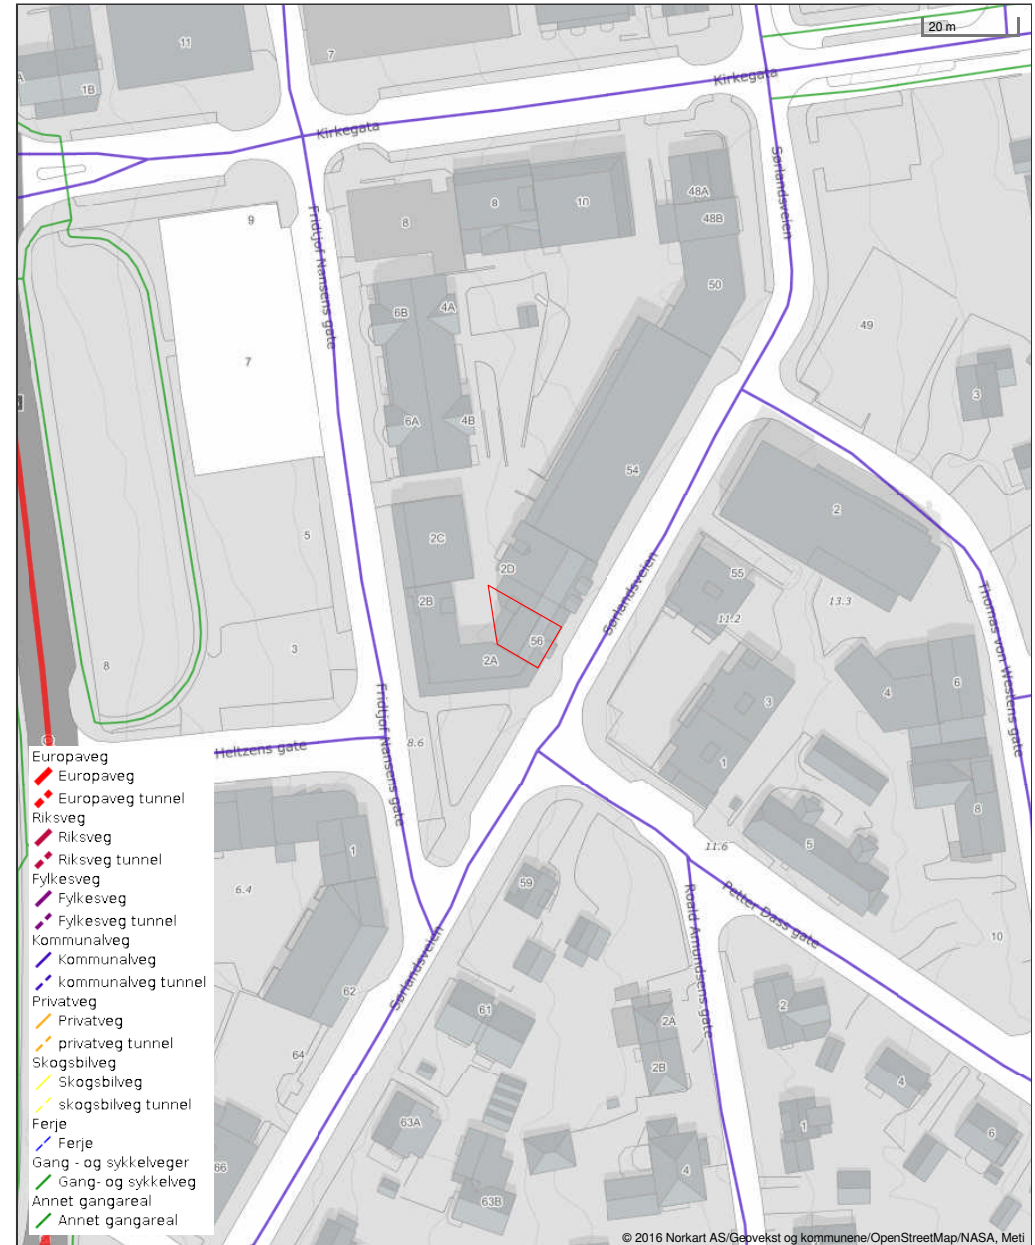 20 m
11
7
1B
Kirkegata
Kirkegata
Sørlandsveien
9
8
8
10
48A
48B
Fridtjof Nansens gate
50
6B
4A
49
7
3
6A
4B
54
2
5
2C
2D
55
Sørlandsveien
13.3
2B
11.2
56
Thomas von Westens gate
3
2A
8
4
6
3
Fridtjof Nansens gate
8.6
Heltzens gate
1
8
1
5
11.6
59
6.4
Petter Dass gate
Roald Amundsens gate
10
Sørlandsveien
62
61
2
2A
64
2B
4
63A
1
6
66
4
63B
Europaveg
Europaveg
Europaveg tunnel
Riksveg
Riksveg
Riksveg tunnel
Fylkesveg
Fylkesveg
Fylkesveg tunnel
Kommunalveg
Kommunalveg
kommunalveg tunnel
Privatveg
Privatveg
privatveg tunnel
Skogsbilveg
Skogsbilveg
skogsbilveg tunnel
Ferje
Ferje
Gang - og sykkelveger
Gang- og sykkelveg
Annet gangareal
Annet gangareal
© 2016 Norkart AS/Geovekst og kommunene/OpenStreetMap/NASA, Meti